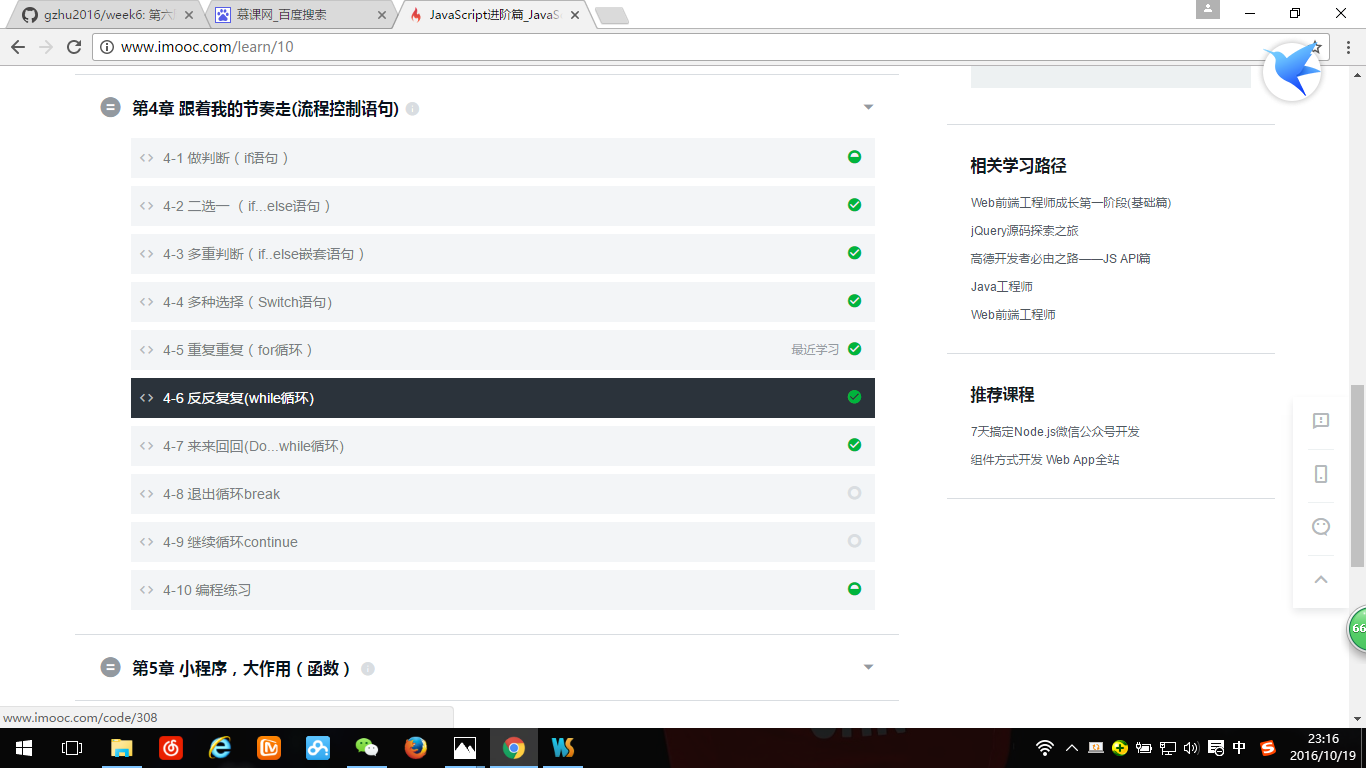 gzhu2016/week6: 第六
慕课网_百度搜索
JavaScript进阶篇_JavaS
www.imooc.com/learn/10
第4章 跟着我的节奏走(流程控制语句)
4-1 做判断（if语句）
4-2 二选一 （if...else语句）
4-3 多重判断（if..else嵌套语句）
4-4 多种选择（Switch语句)
4-5 重复重复（for循环）
最近学习
4-6 反反复复(while循环)
4-7 来来回回(Do...while循环)
4-8 退出循环break
4-9 继续循环continue
4-10 编程练习
第5章 小程序，大作用（函数）
相关学习路径
Web前端工程师成长第一阶段(基础篇)
jQuery源码探索之旅
高德开发者必由之路——JS API篇
Java工程师
Web前端工程师
推荐课程
7天搞定Node.js微信公众号开发
组件方式开发 Web App全站
66
www.imooc.com/code/308
中
23:16
2016/10/19